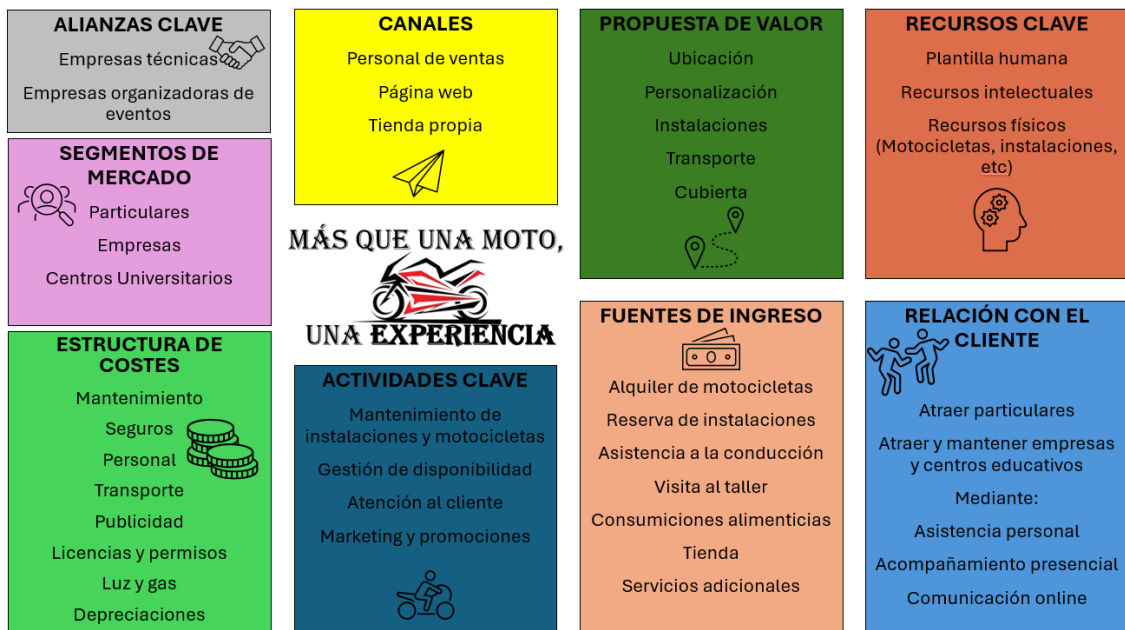 ALIANZAS CLAVE
Empresas técnicas
Empresas organizadoras de
eventos
SEGMENTOS DE
MERCADO
Particulares
Empresas
Centros Universitarios
ESTRUCTURA DE
COSTES
Mantenimiento
Seguros
Personal
Transporte
Publicidad
Licencias y permisos
Luz y gas
Depreciaciones
CANALES
Personal de ventas
Página web
Tienda propia
MÁS QUE UNA MOTO,
UNA EXPERIENCIA
ACTIVIDADES CLAVE
Mantenimiento de
instalaciones y motocicletas
Gestión de disponibilidad
Atención al cliente
Marketing y promociones
PROPUESTA DE VALOR
Ubicación
Personalización
Instalaciones
Transporte
Cubierta
FUENTES DE INGRESO
Alquiler de motocicletas
Reserva de instalaciones
Asistencia a la conducción
Visita al taller
Consumiciones alimenticias
Tienda
Servicios adicionales
RECURSOS CLAVE
Plantilla humana
Recursos intelectuales
Recursos físicos
(Motocicletas, instalaciones,
etc)
RELACIÓN CON EL
CLIENTE
Atraer particulares
Atraer y mantener empresas
y centros educativos
Mediante:
Asistencia personal
Acompañamiento presencial
Comunicación online